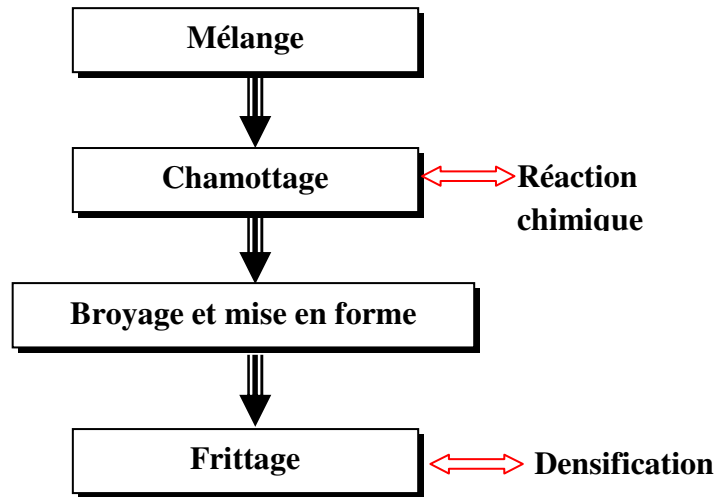 Mélange
Chamottage
Réaction
chimique
Broyage et mise en forme
Frittage
Densification